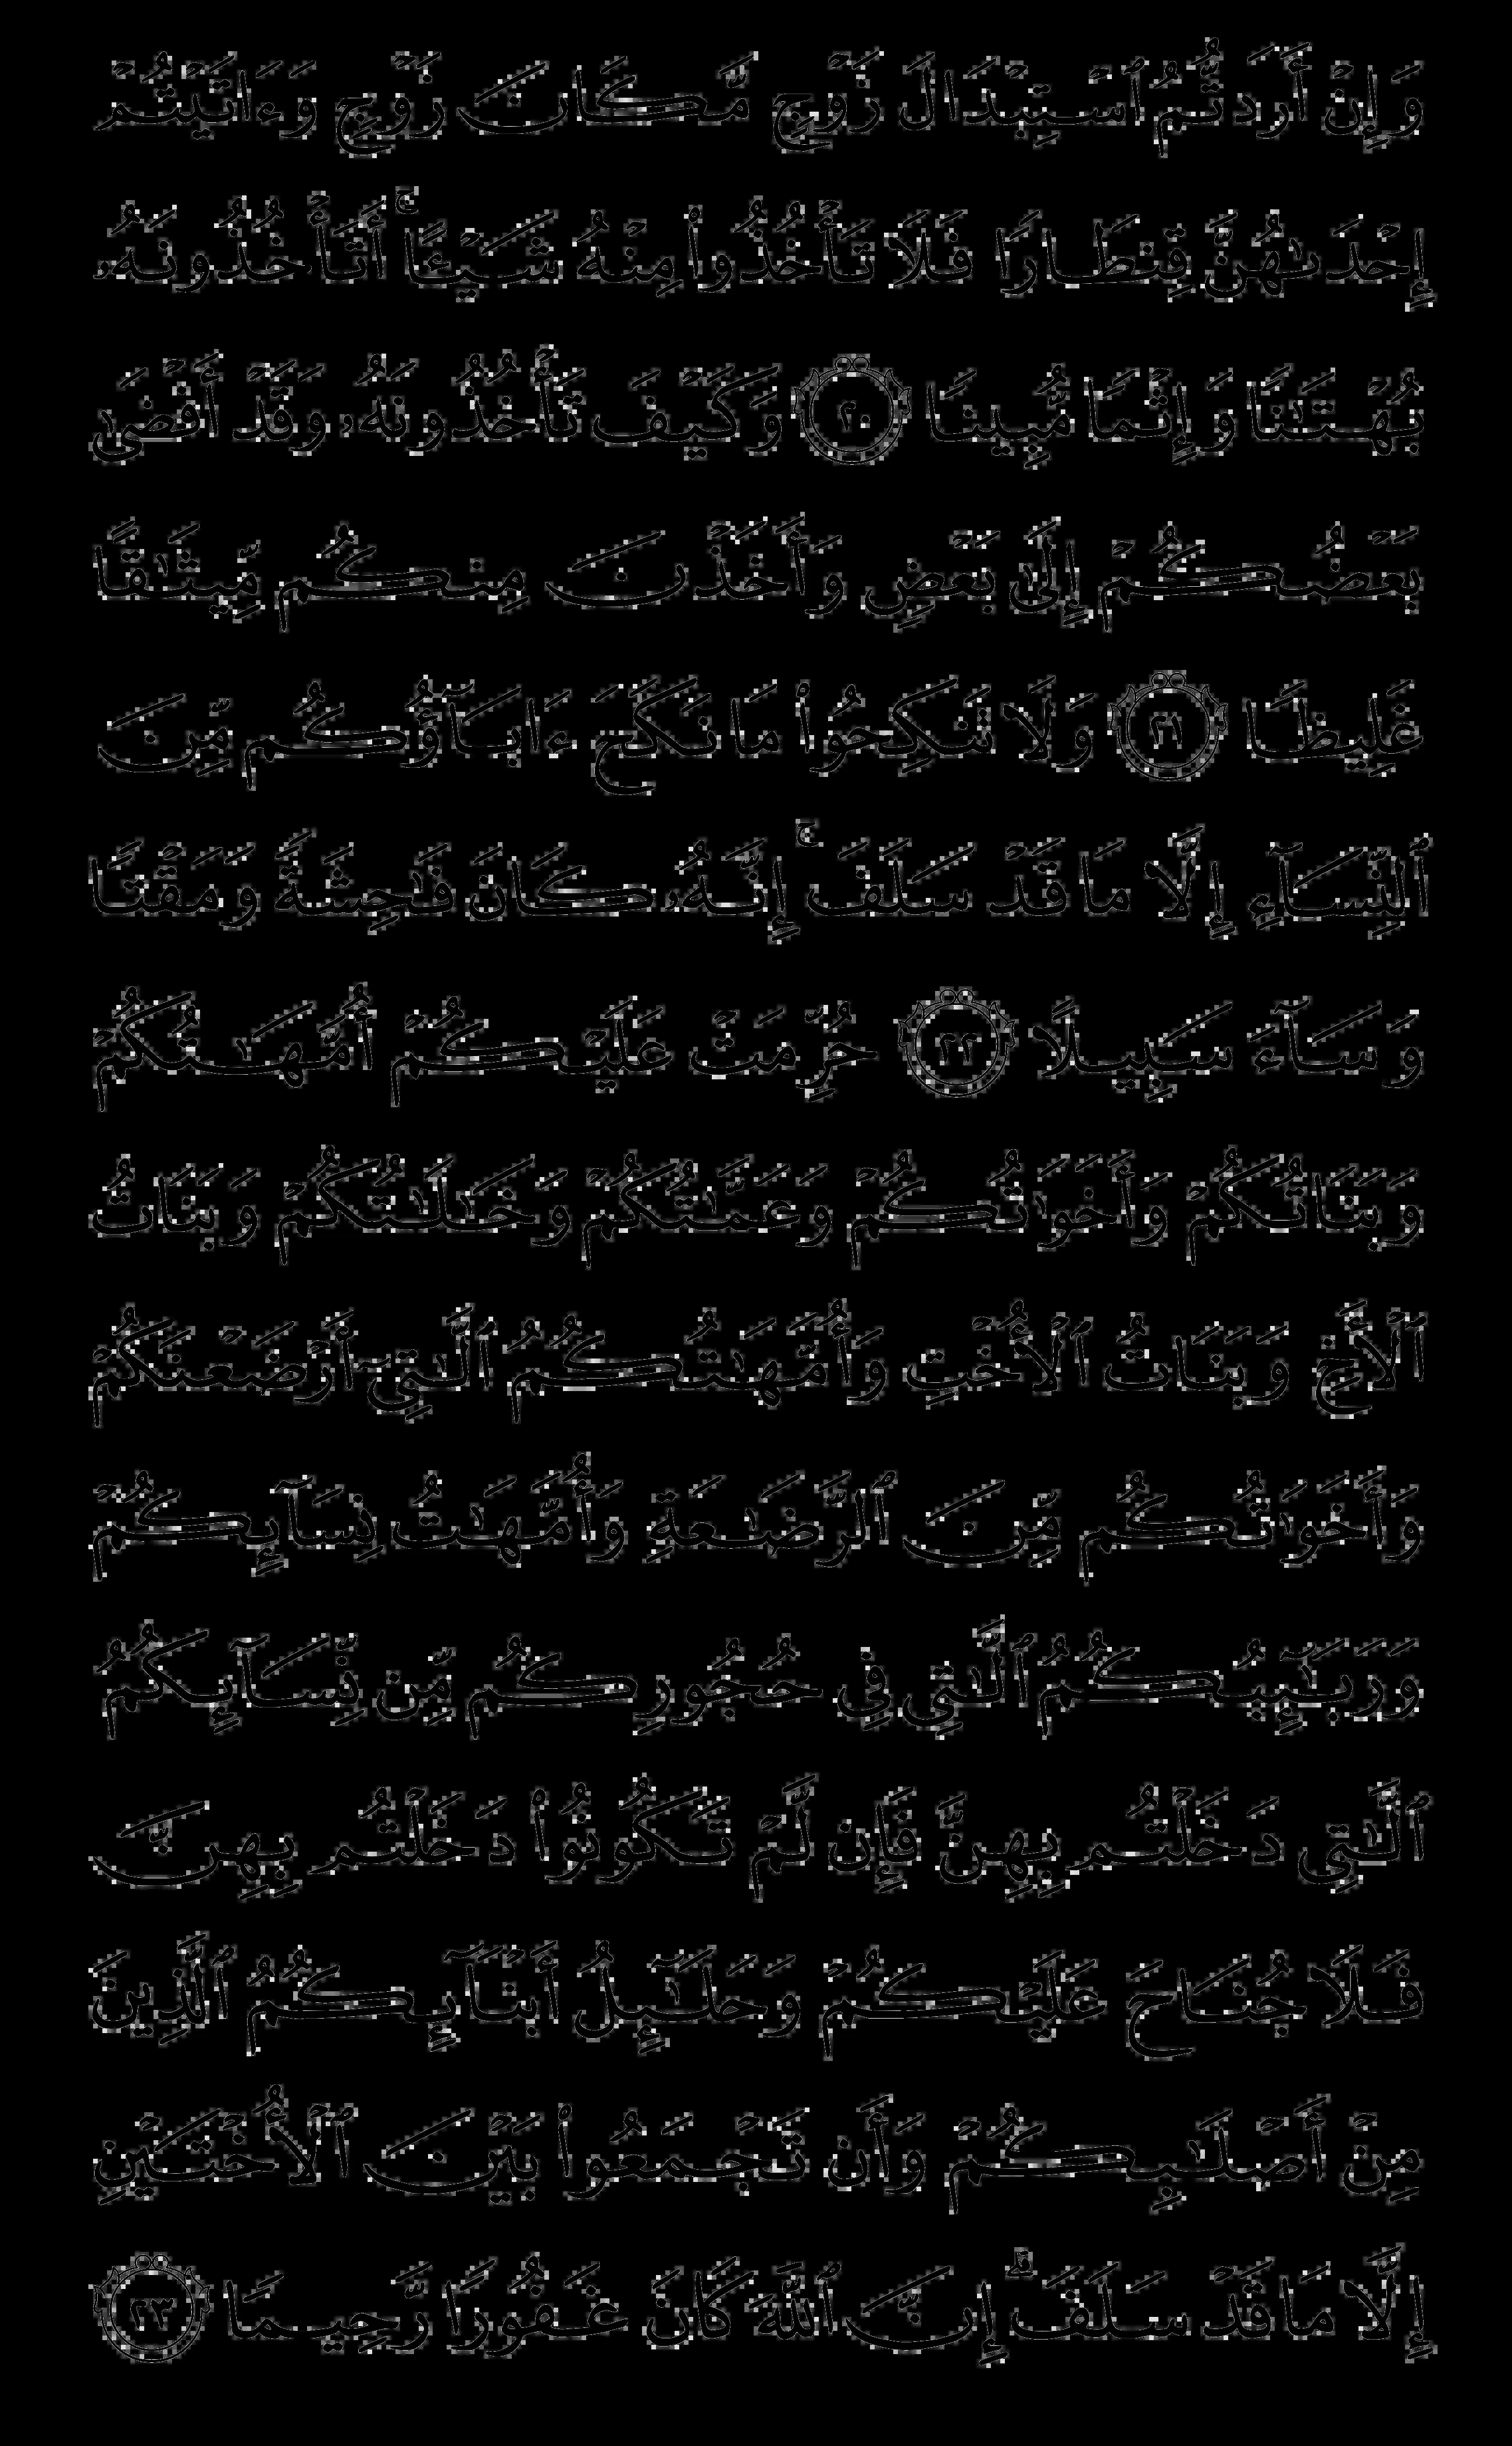 وَإِنْ أَرَدتُّمُ ٱسْتِبْدَالَ زَوْجٍ مَّكَانَ زَوْجٍ وَءَاتَيْتُمْ
إِحْدَىٰهُنَّ قِنطَارًا فَلَا تَأْخُذُوا۟ مِنْهُ شَيْـًٔا ۚ أَتَأْخُذُونَهُۥ
بُهْتَـٰنًا وَإِثْمًا مُّبِينًا ٢٠ وَكَيْفَ تَأْخُذُونَهُۥ وَقَدْ أَفْضَىٰ
بَعْضُكُمْ إِلَىٰ بَعْضٍ وَأَخَذْنَ مِنكُم مِّيثَـٰقًا
غَلِيظًا ٢١ وَلَا تَنكِحُوا۟ مَا نَكَحَ ءَابَآؤُكُم مِّنَ
ٱلنِّسَآءِ إِلَّا مَا قَدْ سَلَفَ ۚ إِنَّهُۥ كَانَ فَـٰحِشَةً وَمَقْتًا
وَسَآءَ سَبِيلًا ٢٢ حُرِّمَتْ عَلَيْكُمْ أُمَّهَـٰتُكُمْ
وَبَنَاتُكُمْ وَأَخَوَٰتُكُمْ وَعَمَّـٰتُكُمْ وَخَـٰلَـٰتُكُمْ وَبَنَاتُ
ٱلْأَخِ وَبَنَاتُ ٱلْأُخْتِ وَأُمَّهَـٰتُكُمُ ٱلَّـٰتِىٓ أَرْضَعْنَكُمْ
وَأَخَوَٰتُكُم مِّنَ ٱلرَّضَـٰعَةِ وَأُمَّهَـٰتُ نِسَآئِكُمْ
وَرَبَـٰٓئِبُكُمُ ٱلَّـٰتِى فِى حُجُورِكُم مِّن نِّسَآئِكُمُ
ٱلَّـٰتِى دَخَلْتُم بِهِنَّ فَإِن لَّمْ تَكُونُوا۟ دَخَلْتُم بِهِنَّ
فَلَا جُنَاحَ عَلَيْكُمْ وَحَلَـٰٓئِلُ أَبْنَآئِكُمُ ٱلَّذِينَ
مِنْ أَصْلَـٰبِكُمْ وَأَن تَجْمَعُوا۟ بَيْنَ ٱلْأُخْتَيْنِ
إِلَّا مَا قَدْ سَلَفَ ۗ إِنَّ ٱللَّهَ كَانَ غَفُورًا رَّحِيمًا ٢٣